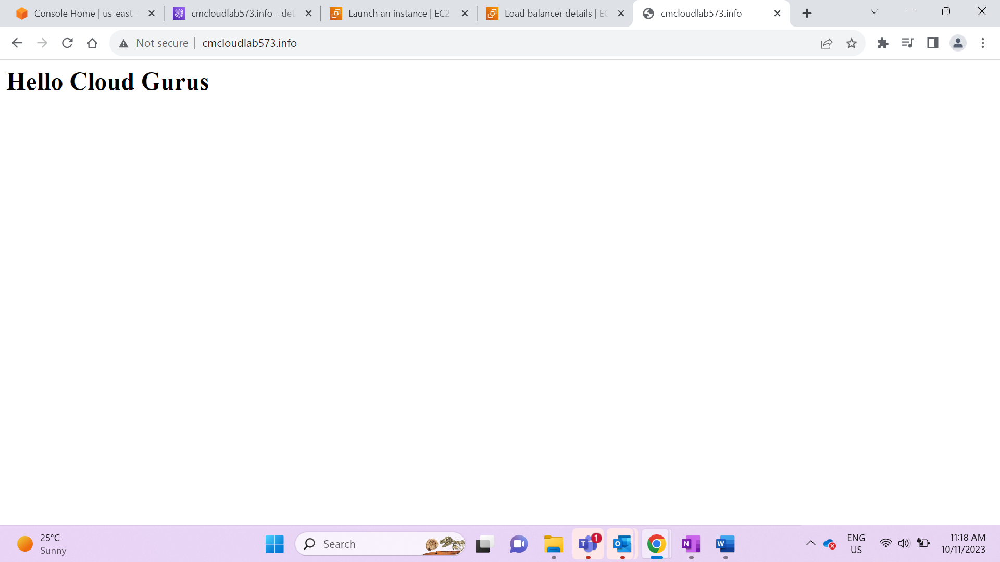 Console Home | us-east-
cmcloudlab573.info - det
Launch an instance | EC2
Load balancer details | EC
cmcloudlab573.info
Not secure
cmcloudlab573.info
Hello Cloud Gurus
25°C
Sunny
Search
1
ENG
US
11:18 AM
10/11/2023